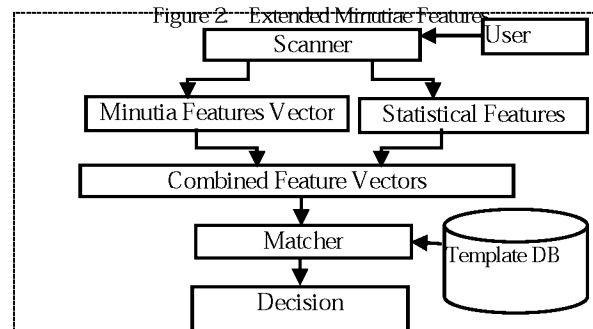 Figure 2. Extended Minutiae Features
Scanner
User
Minutia Features Vector
Statistical Features
Combined Feature Vectors
Matcher
Template DB
Decision